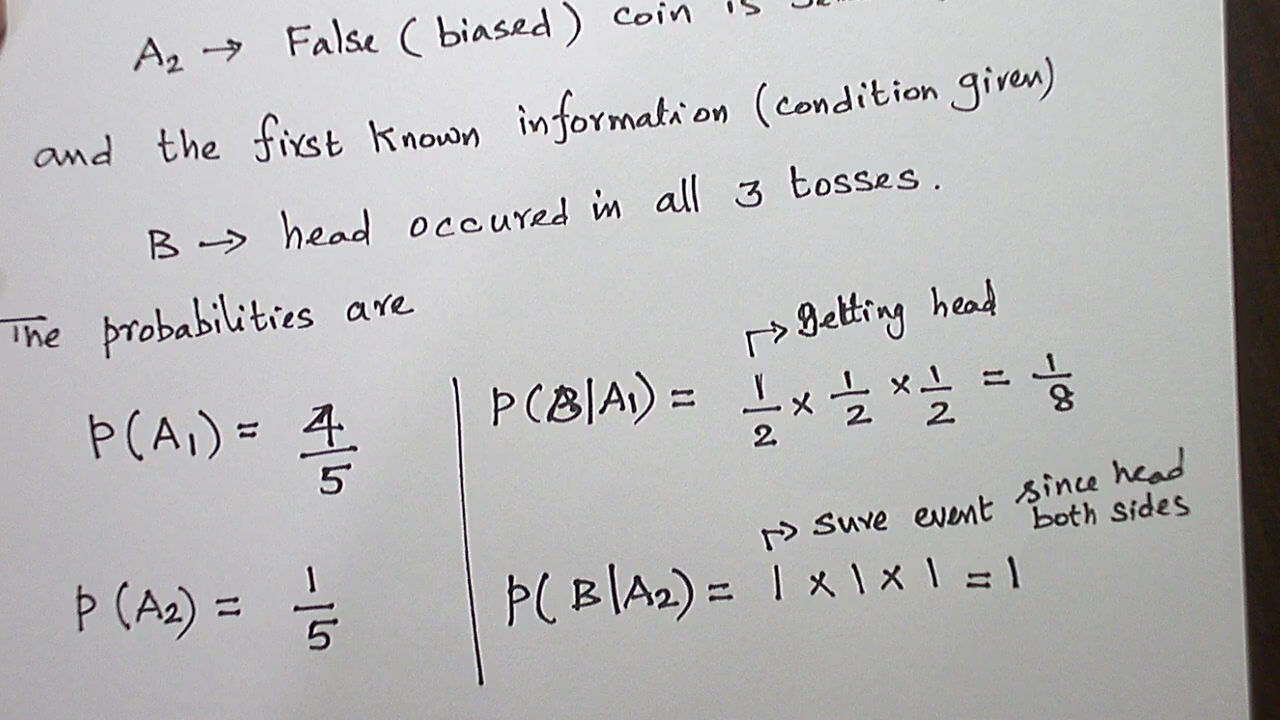 A₂ → False (biased) coin is
and the first known information (condition given)
B → head occured in all 3 tosses.
The probabilities are
→ getting head
P(A₁) = 4/5
P(B|A₁) = 1/2 × 1/2 × 1/2 = 1/8
→ sure event since head both sides
P(A₂) = 1/5
P(B|A₂) = 1 × 1 × 1 = 1